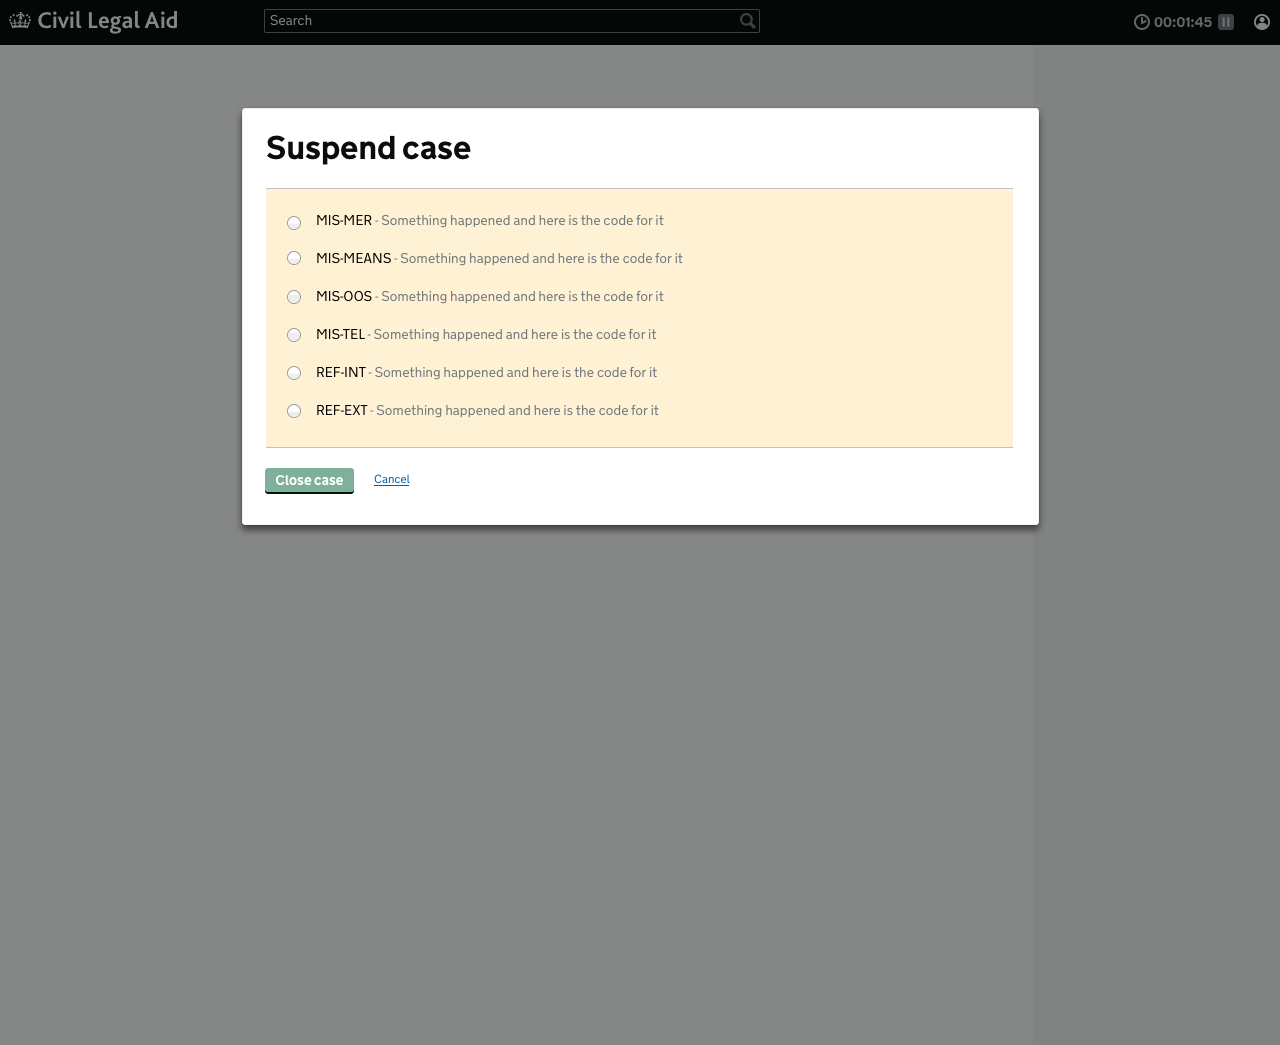 Civil Legal Aid
Search
00:01:45
Suspend case
MIS-MER - Something happened and here is the code for it
MIS-MEANS - Something happened and here is the code for it
MIS-OOS - Something happened and here is the code for it
MIS-TEL - Something happened and here is the code for it
REF-INT - Something happened and here is the code for it
REF-EXT - Something happened and here is the code for it
Close case Cancel